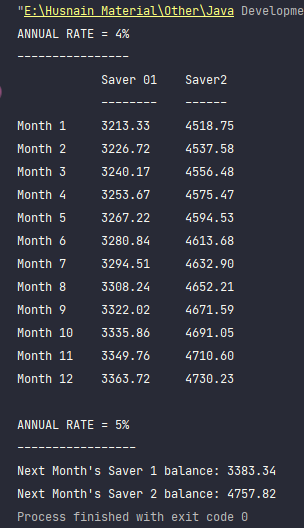 "E:\Husnain Material\Other\Java Developme
ANNUAL RATE = 4%
----------------
Saver 01 Saver2
-------- ------
Month 1 3213.33 4518.75
Month 2 3226.72 4537.58
Month 3 3240.17 4556.48
Month 4 3253.67 4575.47
Month 5 3267.22 4594.53
Month 6 3280.84 4613.68
Month 7 3294.51 4632.90
Month 8 3308.24 4652.21
Month 9 3322.02 4671.59
Month 10 3335.86 4691.05
Month 11 3349.76 4710.60
Month 12 3363.72 4730.23
ANNUAL RATE = 5%
-----------------
Next Month's Saver 1 balance: 3383.34
Next Month's Saver 2 balance: 4757.82
Process finished with exit code 0